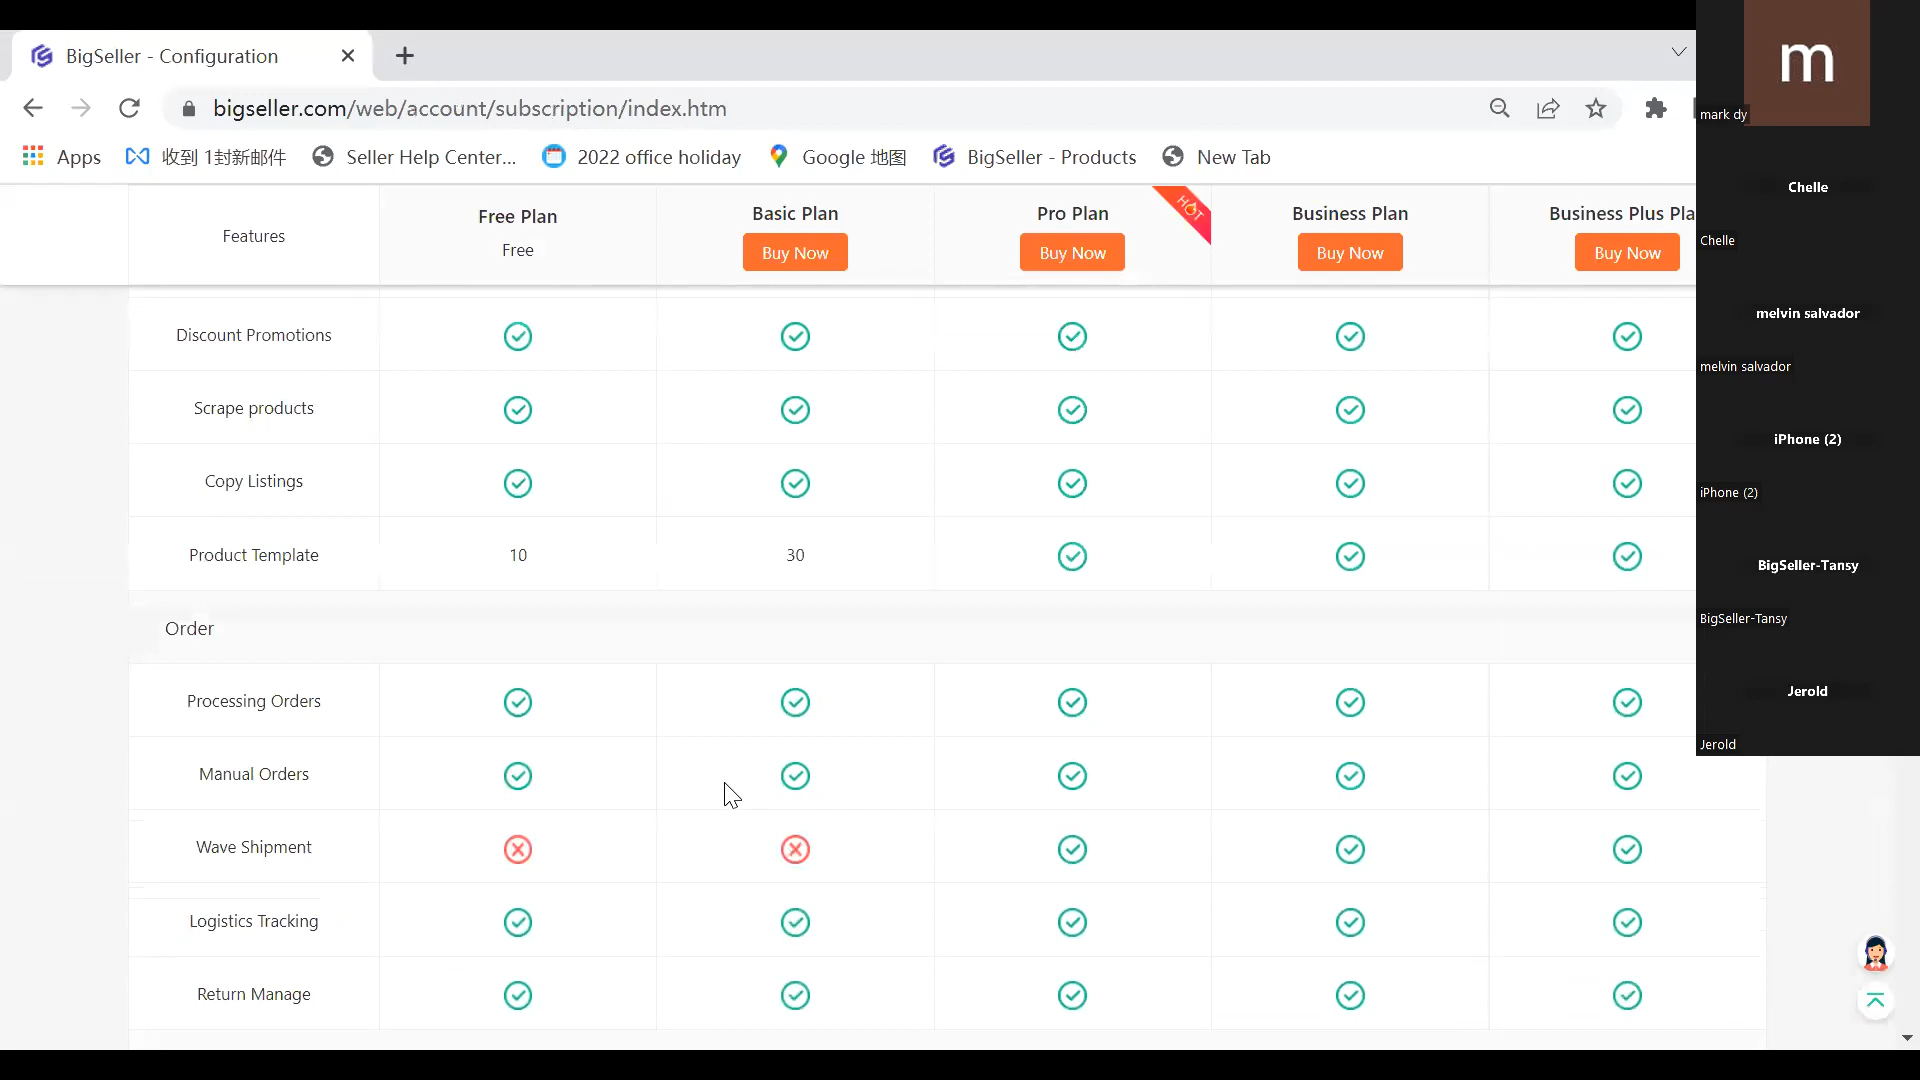 BigSeller - Configuration
bigseller.com/web/account/subscription/index.htm
Apps 收到 1封新邮件 Seller Help Center... 2022 office holiday Google 地图 BigSeller - Products New Tab
Features Free Plan Basic Plan Pro Plan HOT Business Plan Business Plus Pla
Free Buy Now Buy Now Buy Now Buy Now
Discount Promotions
Scrape products
Copy Listings
Product Template 10 30
Order
Processing Orders
Manual Orders
Wave Shipment
Logistics Tracking
Return Manage
m
mark dy
Chelle
Chelle
melvin salvador
melvin salvador
iPhone (2)
iPhone (2)
BigSeller-Tansy
BigSeller-Tansy
Jerold
Jerold